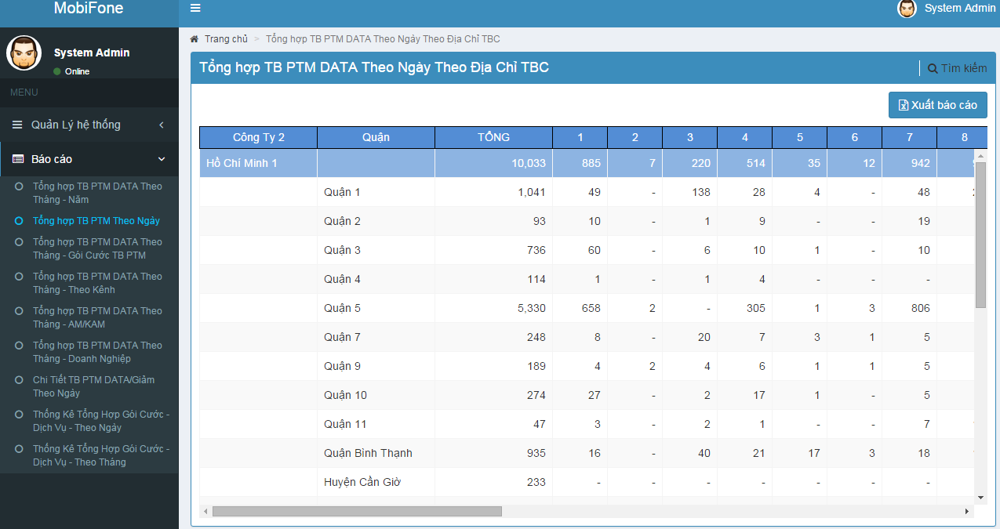 MobiFone
System Admin
System Admin
Online
MENU
Quản Lý hệ thống
Báo cáo
Tổng hợp TB PTM DATA Theo
Tháng - Năm
Tổng hợp TB PTM Theo Ngày
Tổng hợp TB PTM DATA Theo
Tháng - Gói Cước TB PTM
Tổng hợp TB PTM DATA Theo
Tháng - Theo Kênh
Tổng hợp TB PTM DATA Theo
Tháng - AM/KAM
Tổng hợp TB PTM DATA Theo
Tháng - Doanh Nghiệp
Chi Tiết TB PTM DATA/Giảm
Theo Ngày
Thống Kê Tổng Hợp Gói Cước -
Dịch Vụ - Theo Ngày
Thống Kê Tổng Hợp Gói Cước -
Dịch Vụ - Theo Tháng
Trang chủ > Tổng hợp TB PTM DATA Theo Ngày Theo Địa Chỉ TBC
Tổng hợp TB PTM DATA Theo Ngày Theo Địa Chỉ TBC
Tìm kiếm
Xuất báo cáo
Công Ty 2 Quận TỔNG 1 2 3 4 5 6 7 8
Hồ Chí Minh 1 10,033 885 7 220 514 35 12 942
Quận 1 1,041 49 - 138 28 4 - 48
Quận 2 93 10 - 1 9 - - 19
Quận 3 736 60 - 6 10 1 - 10
Quận 4 114 1 - 1 4 - - -
Quận 5 5,330 658 2 - 305 1 3 806
Quận 7 248 8 - 20 7 3 1 5
Quận 9 189 4 2 4 6 1 1 5
Quận 10 274 27 - 2 17 1 - 5
Quận 11 47 3 - 2 1 - - 7
Quận Bình Thạnh 935 16 - 40 21 17 3 18
Huyện Cần Giờ 233 - - - - - - -